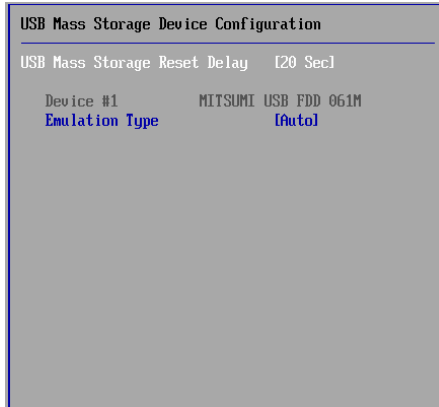 USB Mass Storage Device Configuration
USB Mass Storage Reset Delay [20 Sec]
Device #1 MITSUMI USB FDD 061M
Emulation Type [Auto]